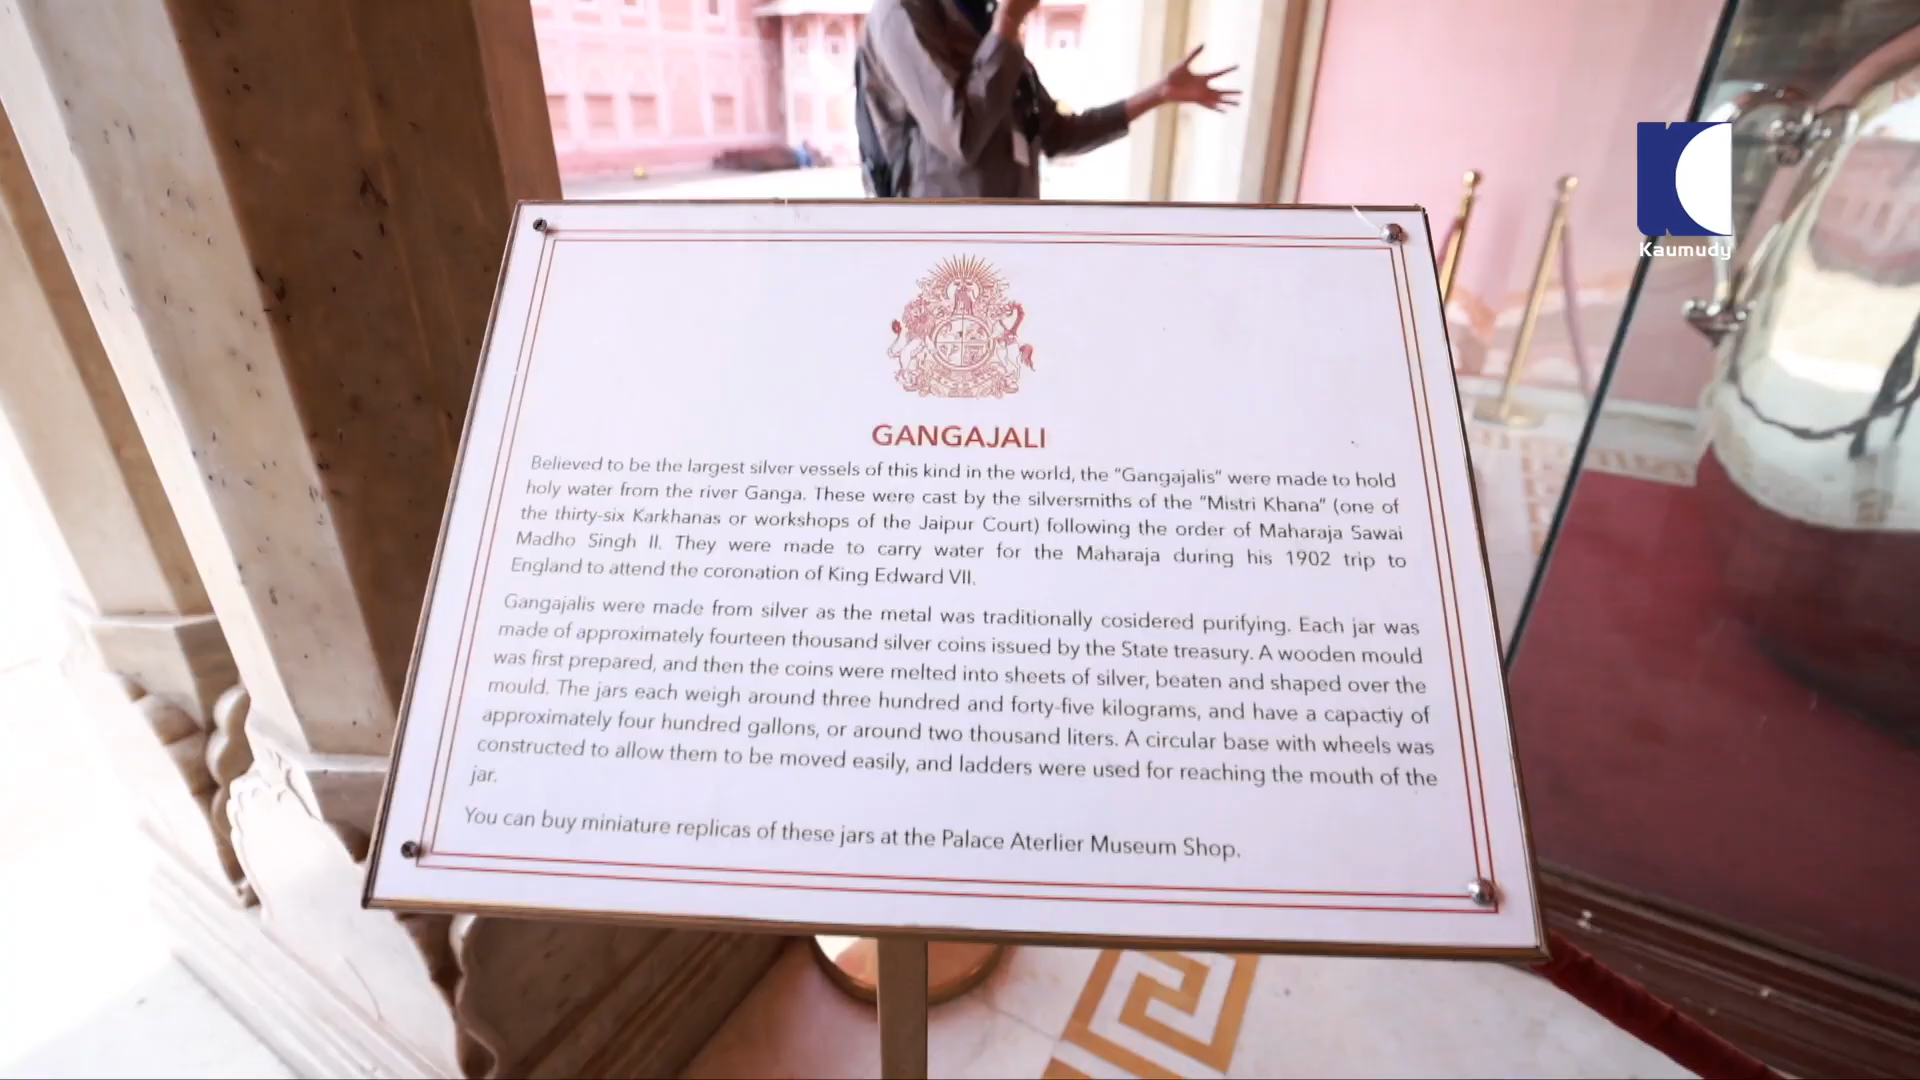 Kaumudy
GANGAJALI
Believed to be the largest silver vessels of this kind in the world, the "Gangajalis" were made to hold
holy water from the river Ganga. These were cast by the silversmiths of the "Mistri Khana" (one of
the thirty-six Karkhanas or workshops of the Jaipur Court) following the order of Maharaja Sawai
Madho Singh II. They were made to carry water for the Maharaja during his 1902 trip to
England to attend the coronation of King Edward VII.
Gangajalis were made from silver as the metal was traditionally cosidered purifying. Each jar was
made of approximately fourteen thousand silver coins issued by the State treasury. A wooden mould
was first prepared, and then the coins were melted into sheets of silver, beaten and shaped over the
mould. The jars each weigh around three hundred and forty-five kilograms, and have a capactiy of
approximately four hundred gallons, or around two thousand liters. A circular base with wheels was
constructed to allow them to be moved easily, and ladders were used for reaching the mouth of the
jar.
You can buy miniature replicas of these jars at the Palace Aterlier Museum Shop.